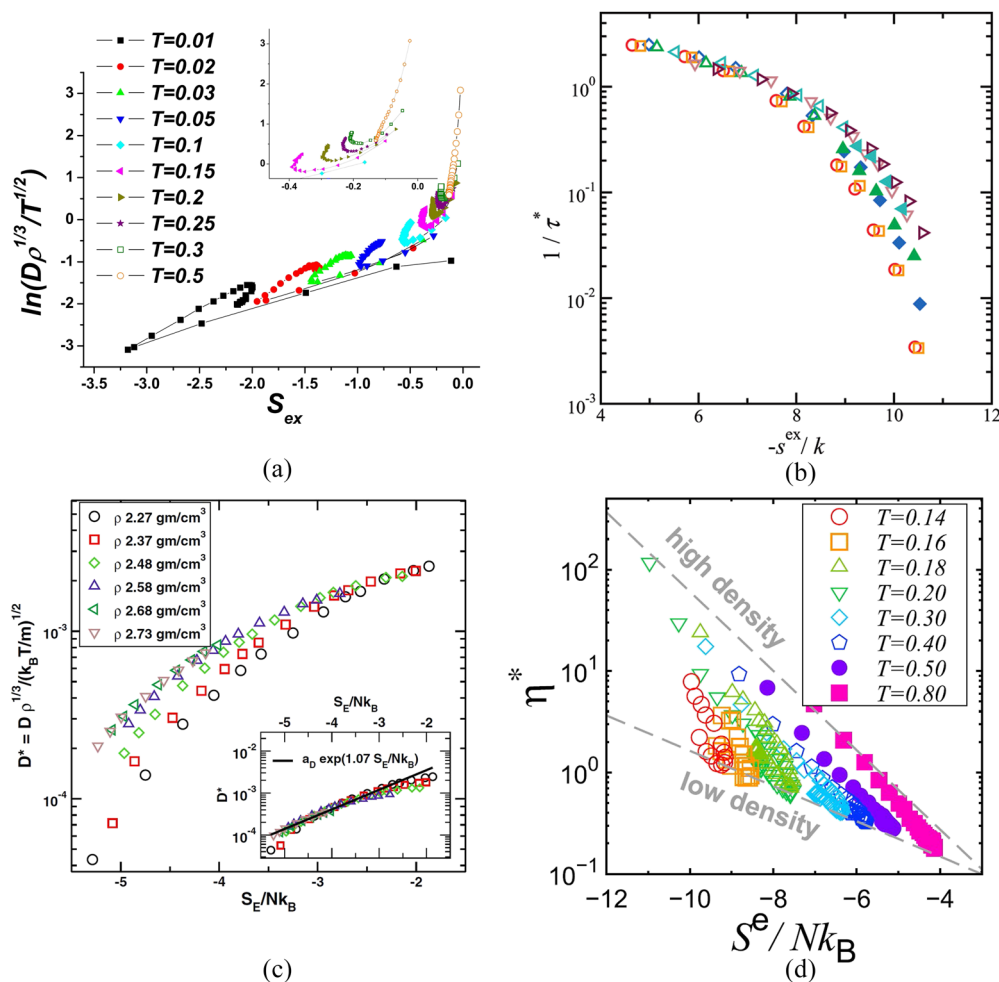 T=0.01
T=0.02
T=0.03
T=0.05
T=0.1
T=0.15
T=0.2
T=0.25
T=0.3
T=0.5
3
2
1
0
-0.4
-0.2
0.0
ln(Dρ^1/3/T^1/2)
3
2
1
0
-1
-2
-3
-3.5 -3.0 -2.5 -2.0 -1.5 -1.0 -0.5 0.0
S_ex
(a)
1 / τ*
10^1
10^0
10^-1
10^-2
10^-3
4 6 8 10 12
-s^ex / k
(b)
D* = D ρ^1/3/(k_BT/m)^1/2
10^-3
10^-4
ρ 2.27 gm/cm^3
ρ 2.37 gm/cm^3
ρ 2.48 gm/cm^3
ρ 2.58 gm/cm^3
ρ 2.68 gm/cm^3
ρ 2.73 gm/cm^3
S_E/Nk_B
-5 -4 -3 -2
a_D exp(1.07 S_E/Nk_B)
D*
10^-2
10^-3
10^-4
-5 -4 -3 -2
S_E/Nk_B
(c)
η*
10^2
10^1
10^0
10^-1
high density
low density
T=0.14
T=0.16
T=0.18
T=0.20
T=0.30
T=0.40
T=0.50
T=0.80
−12 −10 −8 −6 −4
S^e/Nk_B
(d)